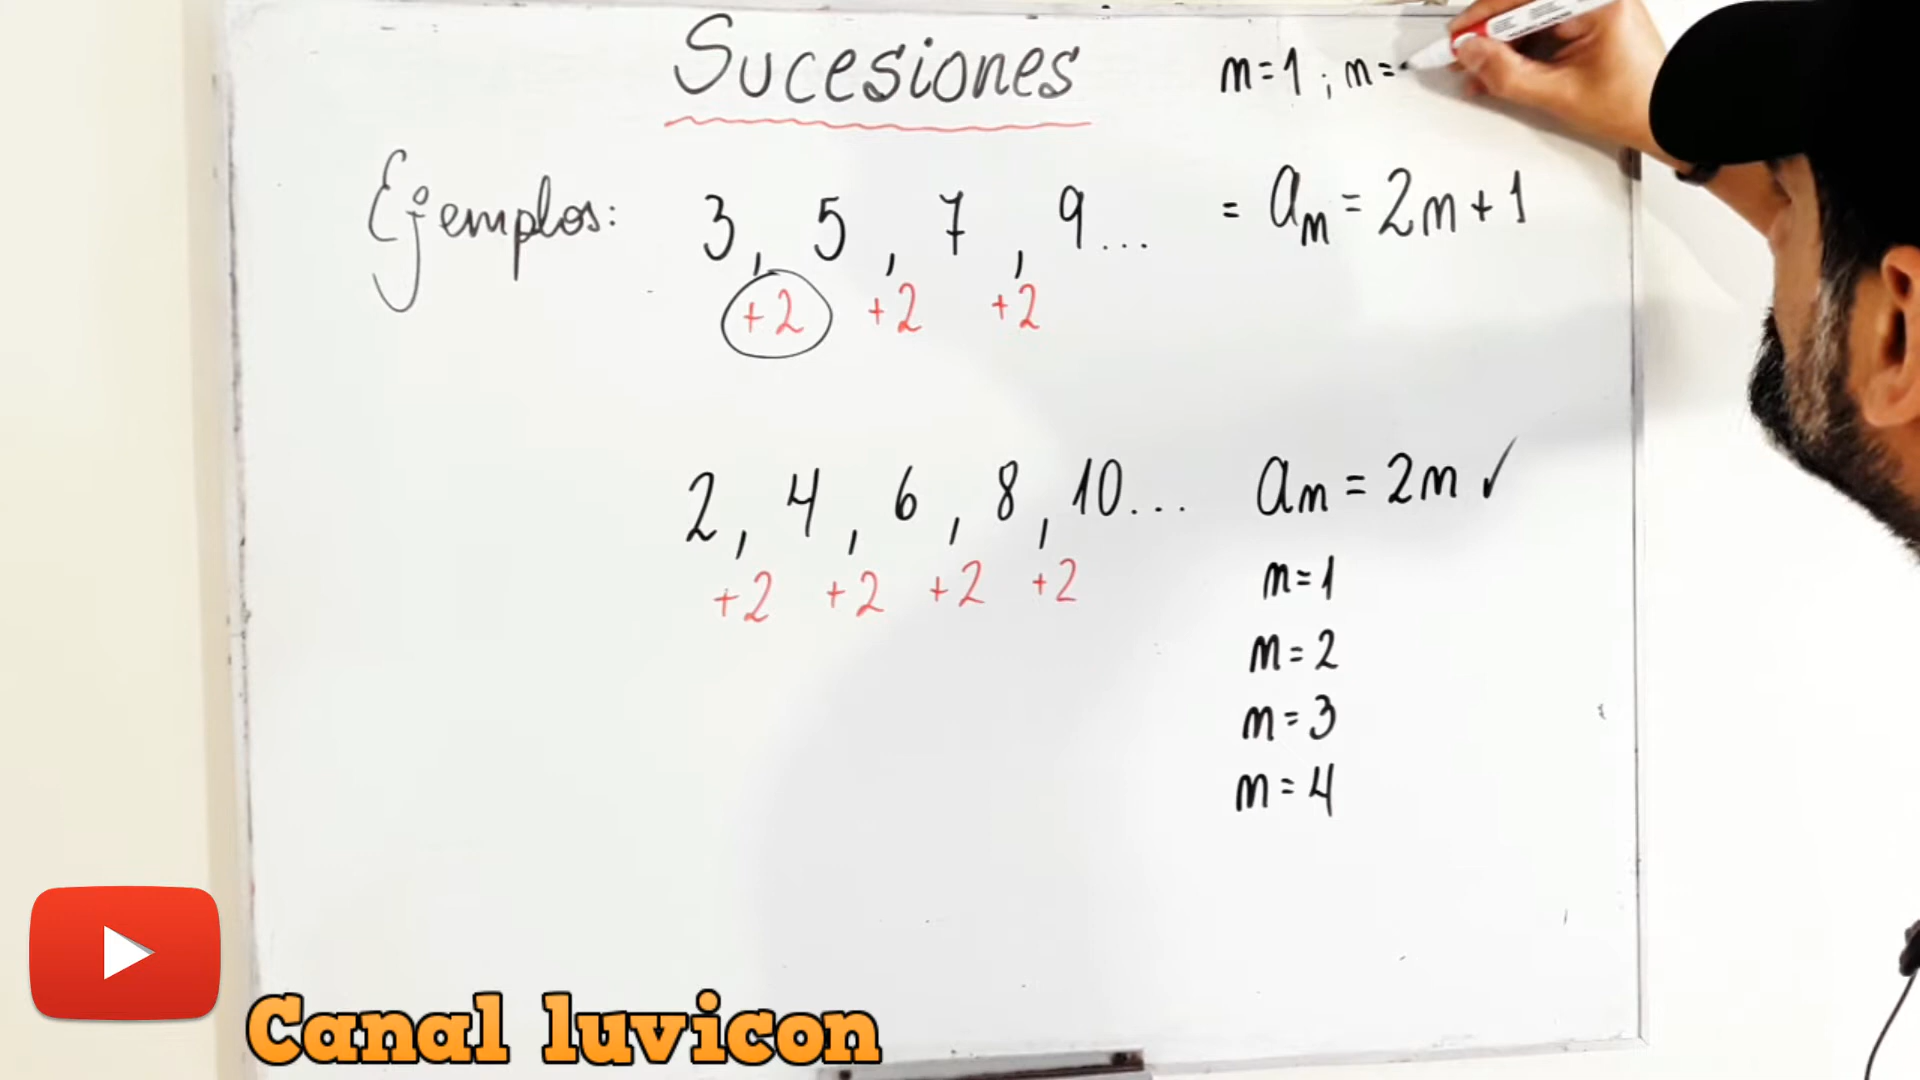 Sucesiones
m=1 ; m=
Ejemplos: 3, 5, 7, 9... = am = 2m+1
+2 +2 +2
2, 4, 6, 8, 10... am = 2m ✓
+2 +2 +2 +2
m=1
m=2
m=3
m=4
Canal luvicon